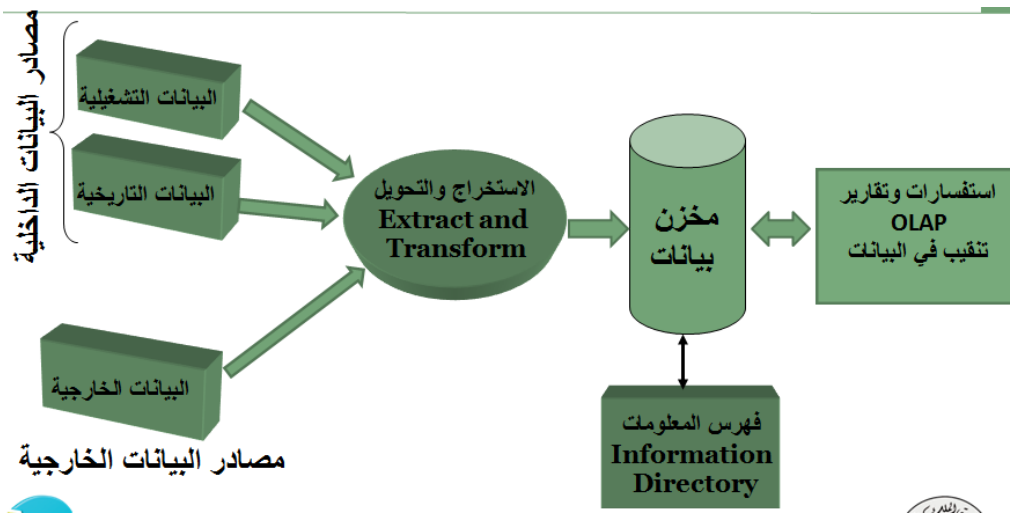 مصادر البيانات الداخلية
البيانات التشغيلية
البيانات التاريخية
البيانات الخارجية
مصادر البيانات الخارجية
الاستخراج والتحويل
Extract and
Transform
مخزن
بيانات
استفسارات وتقارير
OLAP
تنقيب في البيانات
فهرس المعلومات
Information
Directory